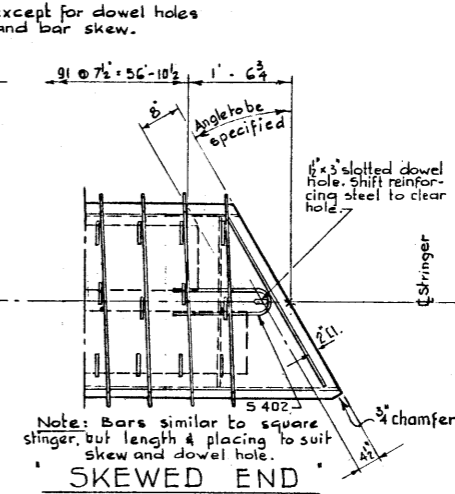 except for dowel holes
and bar skew.
91 @ 7½" = 56'-10½
1' - 6¾"
8"
Angle to be
specified
1½" x 3" slotted dowel
hole. Shift reinfor-
cing steel to clear
hole.
℄ stringer
2" Cl.
S 402
¾" chamfer
4½"
Note: Bars similar to square
stinger, but length & placing to suit
skew and dowel hole.
SKEWED END